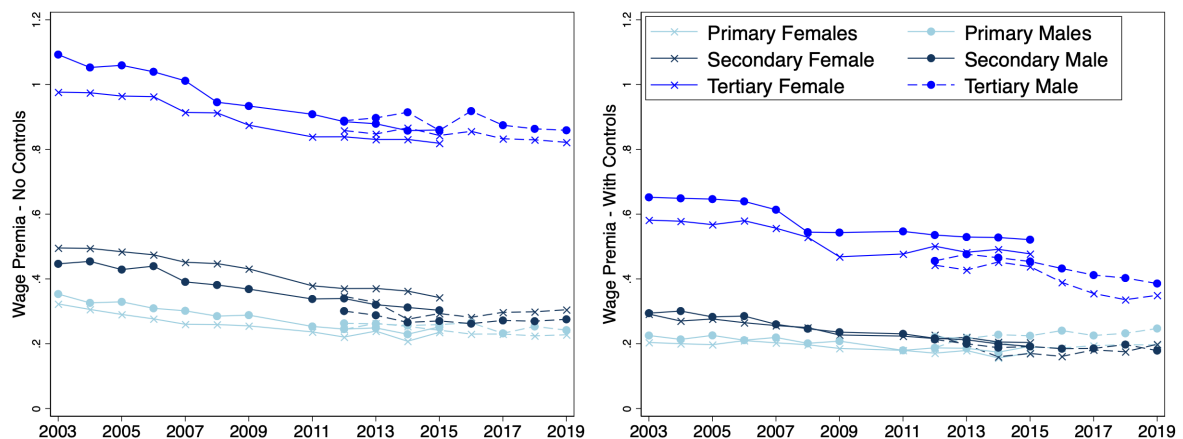 Wage Premia - No Controls
1.2
1
.8
.6
.4
.2
0
2003 2005 2007 2009 2011 2013 2015 2017 2019
Wage Premia - With Controls
1.2
1
.8
.6
.4
.2
0
Primary Females Primary Males
Secondary Female Secondary Male
Tertiary Female Tertiary Male
2003 2005 2007 2009 2011 2013 2015 2017 2019